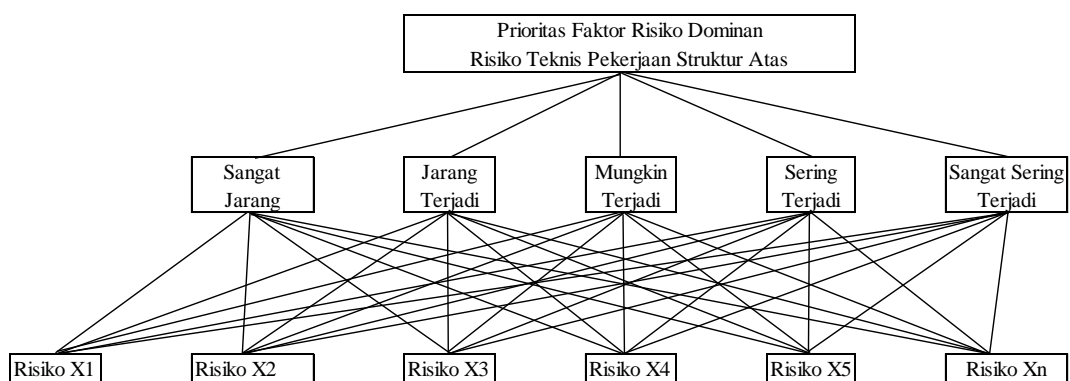 Prioritas Faktor Risiko Dominan
Risiko Teknis Pekerjaan Struktur Atas
Sangat
Jarang
Jarang
Terjadi
Mungkin
Terjadi
Sering
Terjadi
Sangat Sering
Terjadi
Risiko X1
Risiko X2
Risiko X3
Risiko X4
Risiko X5
Risiko Xn